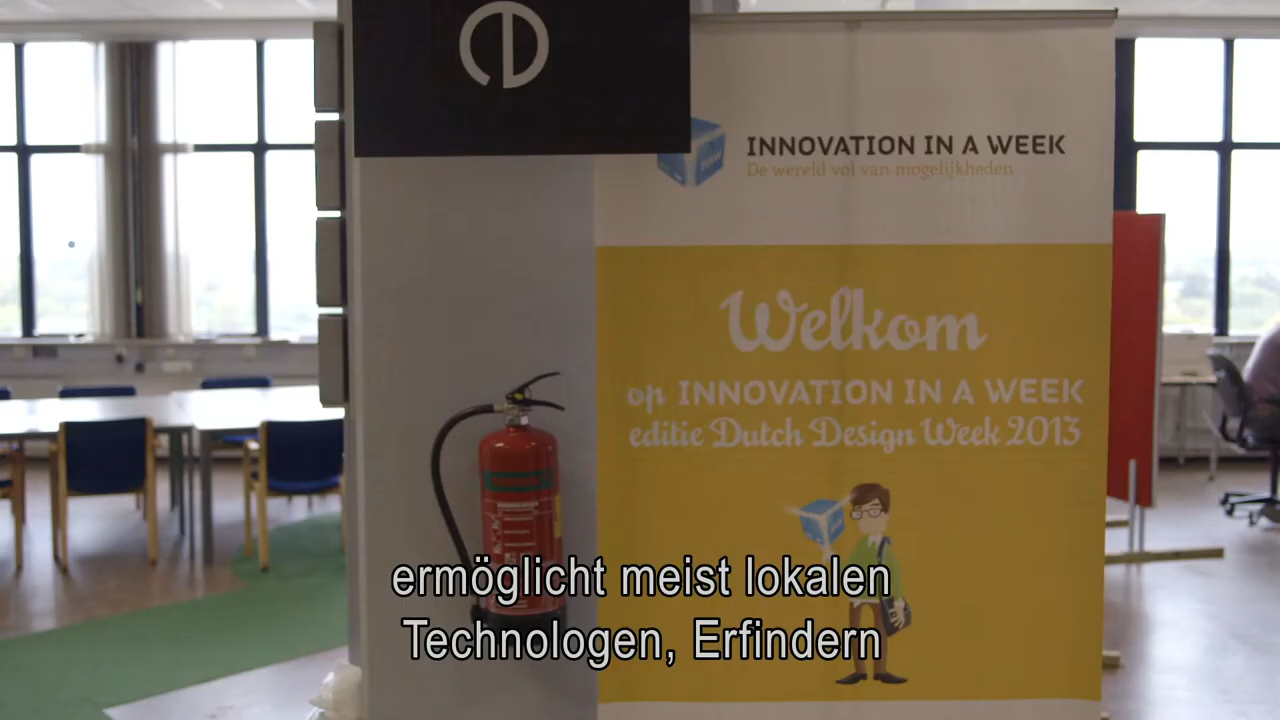 INNOVATION IN A WEEK
De wereld vol van mogelijkheden
Welkom
op INNOVATION IN A WEEK
editie Dutch Design Week 2013
ermöglicht meist lokalen
Technologen, Erfindern